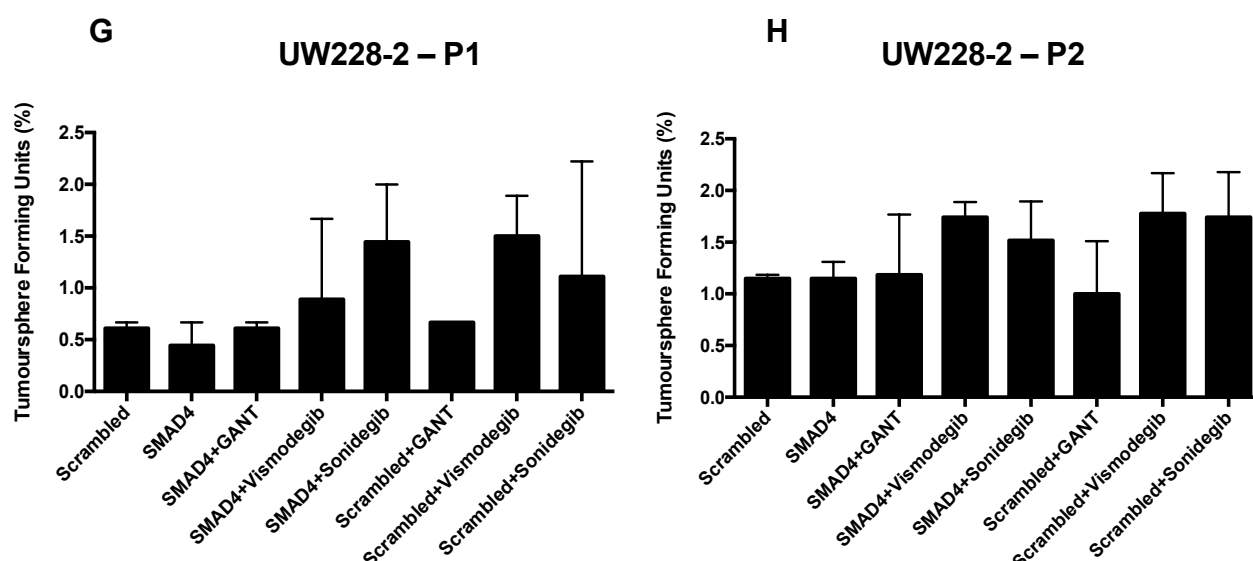 G
UW228-2 – P1
Tumoursphere Forming Units (%)
2.5
2.0
1.5
1.0
0.5
0.0
Scrambled
SMAD4
SMAD4+GANT
SMAD4+Vismodegib
SMAD4+Sonidegib
Scrambled+GANT
Scrambled+Vismodegib
Scrambled+Sonidegib
H
UW228-2 – P2
Tumoursphere Forming Units (%)
2.5
2.0
1.5
1.0
0.5
0.0
Scrambled
SMAD4
SMAD4+GANT
SMAD4+Vismodegib
SMAD4+Sonidegib
Scrambled+GANT
Scrambled+Vismodegib
Scrambled+Sonidegib